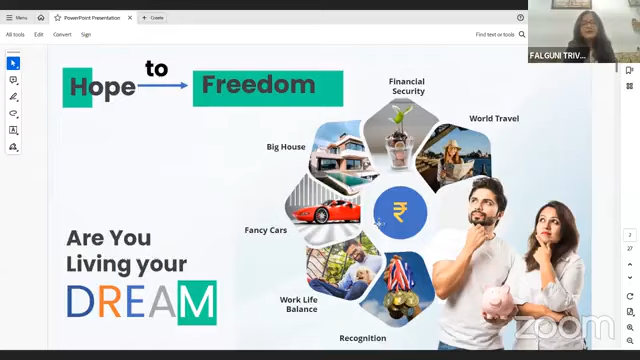 Menu
PowerPoint Presentation
Create
All tools Edit Convert Sign
Find text or tools
FALGUNI TRIV...
Hope to Freedom
Financial
Security
World Travel
Big House
₹
Fancy Cars
Work Life
Balance
Recognition
Are You
Living your
DREAM
2
27
zoom